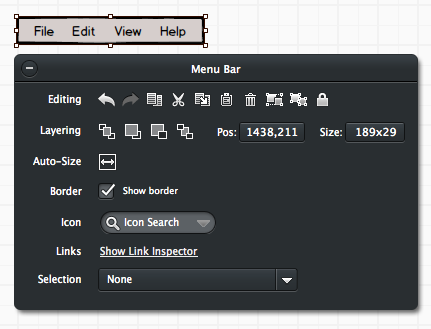 File Edit View Help
Menu Bar
Editing
Layering Pos: 1438,211 Size: 189x29
Auto-Size
Border Show border
Icon Icon Search
Links Show Link Inspector
Selection None